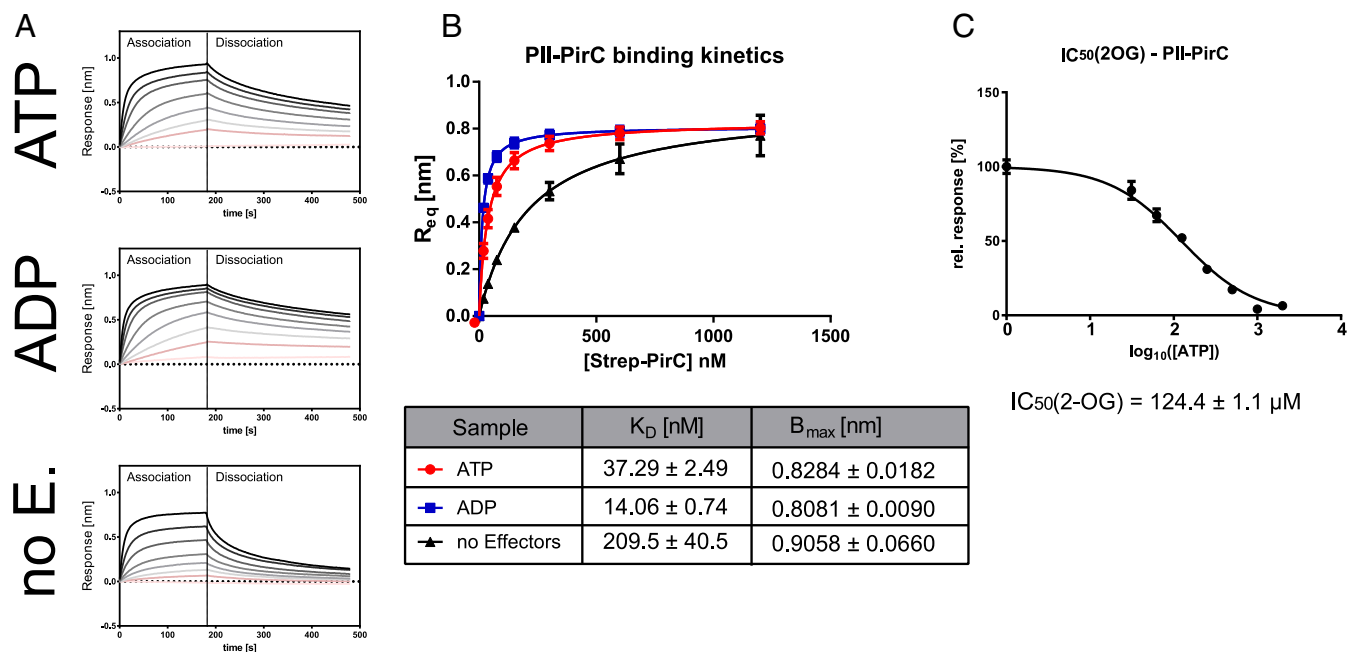 A
ATP
Association
Dissociation
Response [nm]
1.0
0.5
0.0
-0.5
0 100 200 300 400 500
time [s]
ADP
Association
Dissociation
Response [nm]
1.0
0.5
0.0
-0.5
0 100 200 300 400 500
time [s]
no E.
Association
Dissociation
Response [nm]
1.0
0.5
0.0
-0.5
0 100 200 300 400 500
time [s]
B
PII-PirC binding kinetics
Req [nm]
1.0
0.8
0.6
0.4
0.2
0.0
0 500 1000 1500
[Strep-PirC] nM
Sample KD [nM] Bmax [nm]
ATP 37.29 ± 2.49 0.8284 ± 0.0182
ADP 14.06 ± 0.74 0.8081 ± 0.0090
no Effectors 209.5 ± 40.5 0.9058 ± 0.0660
C
IC50(2OG) - PII-PirC
rel. response [%]
150
100
50
0
0 1 2 3 4
log10([ATP])
IC50(2-OG) = 124.4 ± 1.1 µM